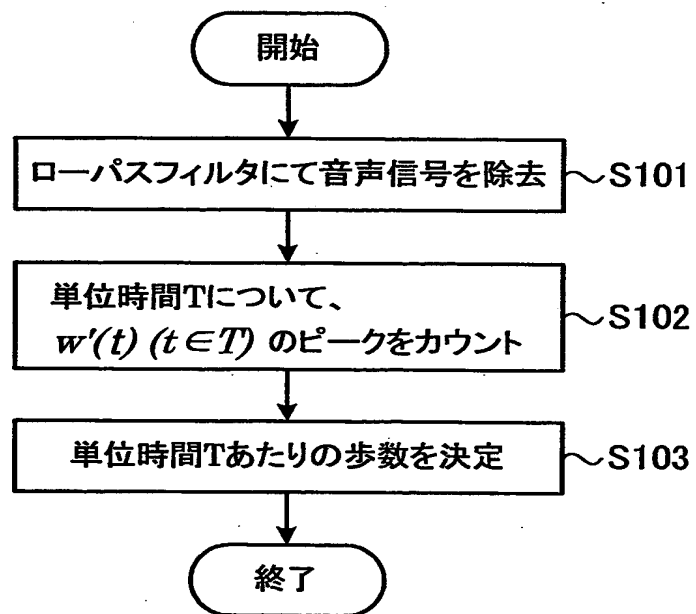 開始
ローパスフィルタにて音声信号を除去
S101
単位時間Tについて、
w'(t) (t∈T) のピークをカウント
S102
単位時間Tあたりの歩数を決定
S103
終了